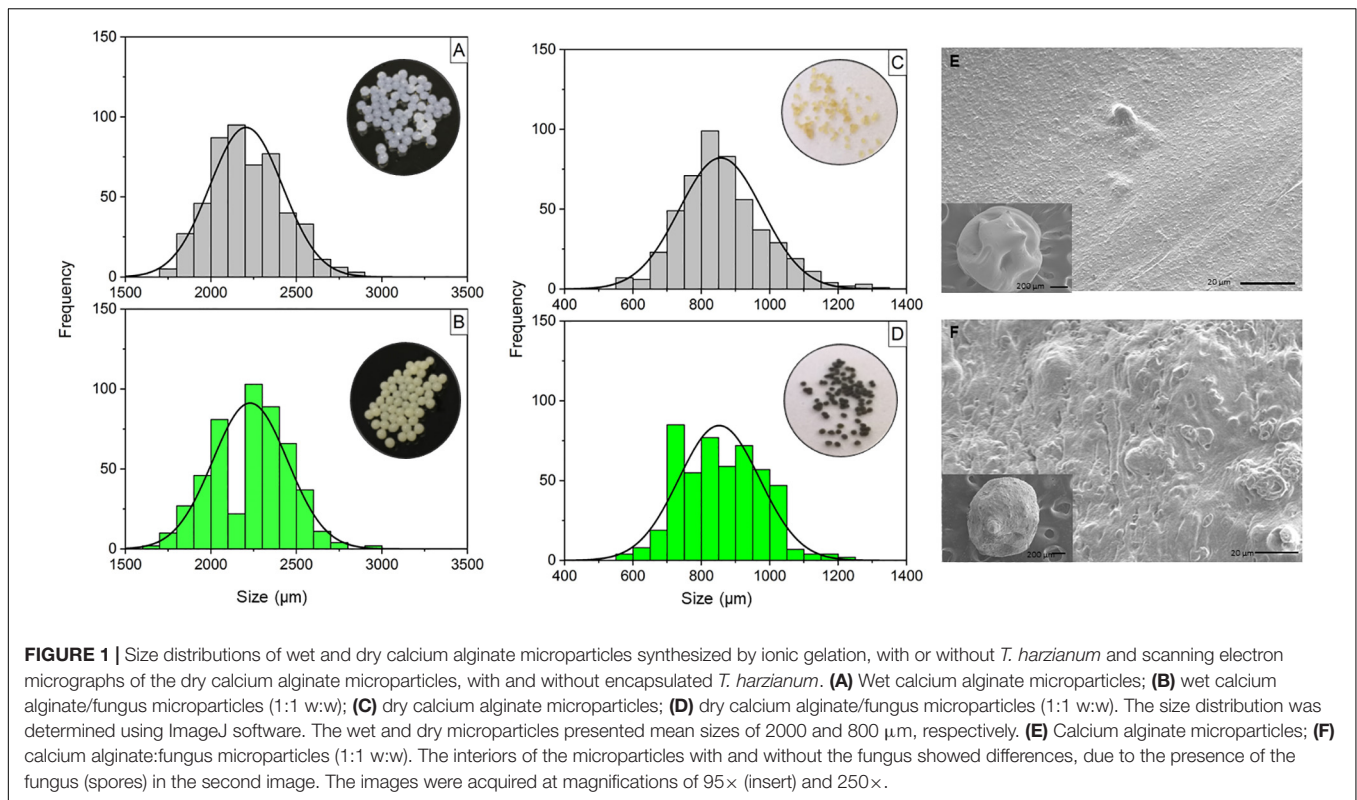 150
100
50
0
1500
2000
2500
3000
3500
A
150
100
50
0
1500
2000
2500
3000
3500
B
Frequency
Size (µm)
150
100
50
0
400
600
800
1000
1200
1400
C
150
100
50
0
400
600
800
1000
1200
1400
D
Frequency
Size (µm)
E
200 µm
20 µm
F
200 µm
20 µm
FIGURE 1 | Size distributions of wet and dry calcium alginate microparticles synthesized by ionic gelation, with or without T. harzianum and scanning electron
micrographs of the dry calcium alginate microparticles, with and without encapsulated T. harzianum. (A) Wet calcium alginate microparticles; (B) wet calcium
alginate/fungus microparticles (1:1 w:w); (C) dry calcium alginate microparticles; (D) dry calcium alginate/fungus microparticles (1:1 w:w). The size distribution was
determined using ImageJ software. The wet and dry microparticles presented mean sizes of 2000 and 800 µm, respectively. (E) Calcium alginate microparticles; (F)
calcium alginate:fungus microparticles (1:1 w:w). The interiors of the microparticles with and without the fungus showed differences, due to the presence of the
fungus (spores) in the second image. The images were acquired at magnifications of 95× (insert) and 250×.